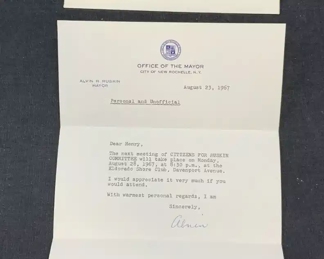 OFFICE OF THE MAYOR
CITY OF NEW ROCHELLE, N.Y.
ALVIN R. RUSKIN
MAYOR
August 23, 1967
Personal and Unofficial
Dear Henry,
The next meeting of CITIZENS FOR
COMMITTEE will take place on Monday,
August 28, 1967, at 8:30 p.m., at the
Eldorado Shore Club, Davenport Avenue.
I would appreciate it very much if you
would attend.
With warmest personal regards, I am
Sincerely,
Alvin